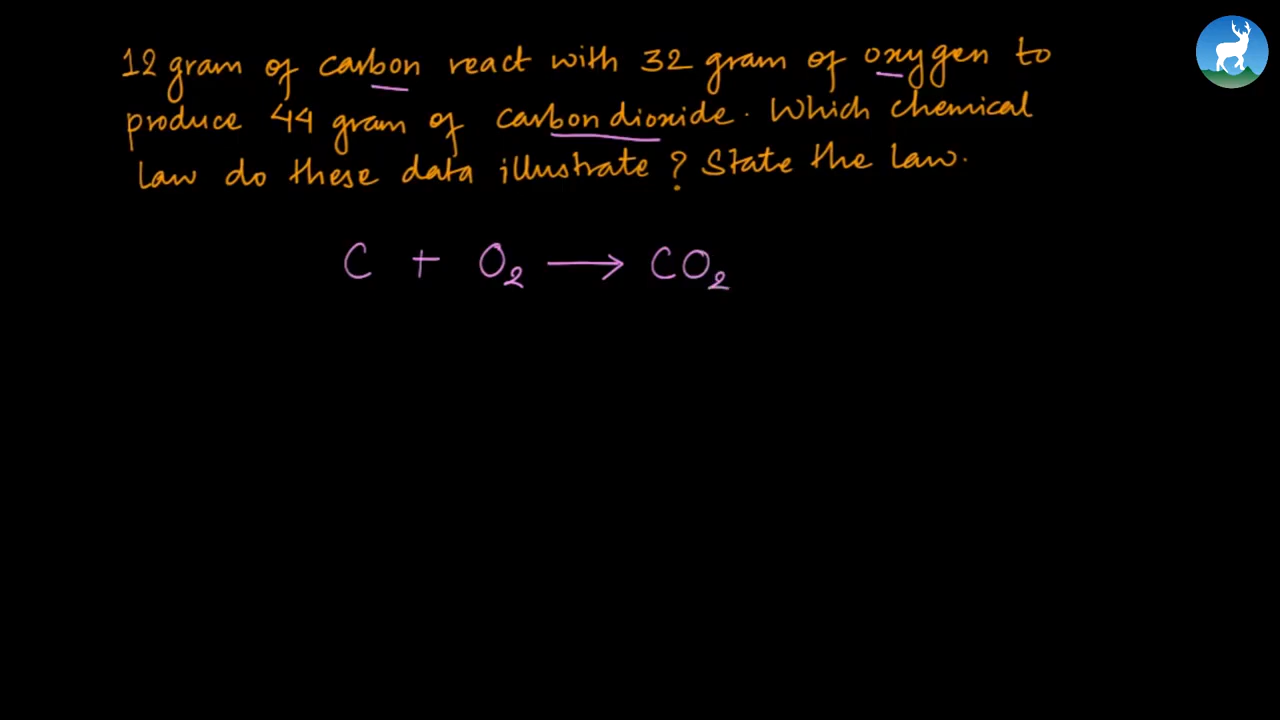 12 gram of carbon react with 32 gram of oxygen to
produce 44 gram of carbon dioxide. Which chemical
law do these data illustrate ? State the law.
C + O₂ ⟶ CO₂